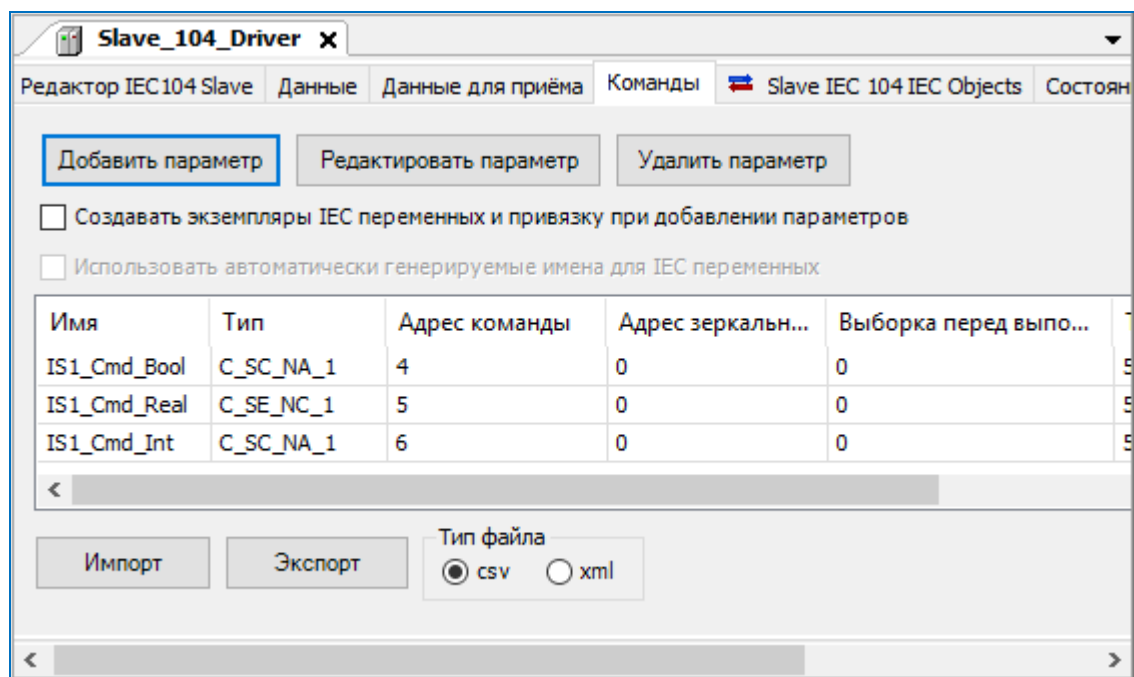 Slave_104_Driver
Редактор IEC104 Slave Данные Данные для приёма Команды Slave IEC 104 IEC Objects Состоян
Добавить параметр Редактировать параметр Удалить параметр
Создавать экземпляры IEC переменных и привязку при добавлении параметров
Использовать автоматически генерируемые имена для IEC переменных
Имя Тип Адрес команды Адрес зеркальн... Выборка перед выпо...
IS1_Cmd_Bool C_SC_NA_1 4 0 0
IS1_Cmd_Real C_SE_NC_1 5 0 0
IS1_Cmd_Int C_SC_NA_1 6 0 0
Тип файла
Импорт Экспорт csv xml